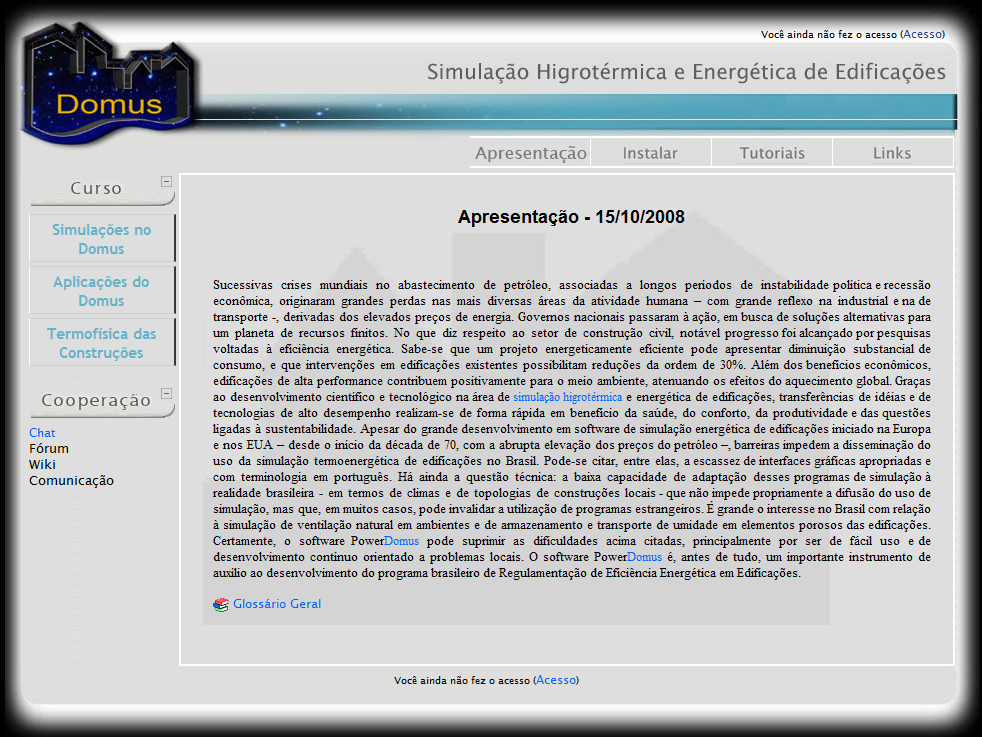 Você ainda não fez o acesso (Acesso)
Domus
Simulação Higrotérmica e Energética de Edificações
Apresentação
Instalar
Tutoriais
Links
Curso
Simulações no
Domus
Aplicações do
Domus
Termofísica das
Construções
Cooperação
Chat
Fórum
Wiki
Comunicação
Apresentação - 15/10/2008
Sucessivas crises mundiais no abastecimento de petróleo, associadas a longos periodos de instabilidade política e recessão
econômica, originaram grandes perdas nas mais diversas áreas da atividade humana – com grande reflexo na industrial e na de
transporte -, derivadas dos elevados preços de energia. Governos nacionais passaram à ação, em busca de soluções alternativas para
um planeta de recursos finitos. No que diz respeito ao setor de construção civil, notável progresso foi alcançado por pesquisas
voltadas à eficiência energética. Sabe-se que um projeto energeticamente eficiente pode apresentar diminuição substancial de
consumo, e que intervenções em edificações existentes possibilitam reduções da ordem de 30%. Além dos benefícios econômicos,
edificações de alta performance contribuem positivamente para o meio ambiente, atenuando os efeitos do aquecimento global. Graças
ao desenvolvimento científico e tecnológico na área de simulação higrotérmica e energética de edificações, transferências de idéias e de
tecnologias de alto desempenho realizam-se de forma rápida em benefício da saúde, do conforto, da produtividade e das questões
ligadas à sustentabilidade. Apesar do grande desenvolvimento em software de simulação energética de edificações iniciado na Europa
e nos EUA – desde o início da década de 70, com a abrupta elevação dos preços do petróleo –, barreiras impedem a disseminação do
uso da simulação termoenergética de edificações no Brasil. Pode-se citar, entre elas, a escassez de interfaces gráficas apropriadas e
com terminologia em português. Há ainda a questão técnica: a baixa capacidade de adaptação desses programas de simulação à
realidade brasileira - em termos de climas e de topologias de construções locais - que não impede propriamente a difusão do uso de
simulação, mas que, em muitos casos, pode invalidar a utilização de programas estrangeiros. É grande o interesse no Brasil com relação
à simulação de ventilação natural em ambientes e de armazenamento e transporte de umidade em elementos porosos das edificações.
Certamente, o software PowerDomus pode suprimir as dificuldades acima citadas, principalmente por ser de fácil uso e de
desenvolvimento contínuo orientado a problemas locais. O software PowerDomus é, antes de tudo, um importante instrumento de
auxílio ao desenvolvimento do programa brasileiro de Regulamentação de Eficiência Energética em Edificações.
Glossário Geral
Você ainda não fez o acesso (Acesso)